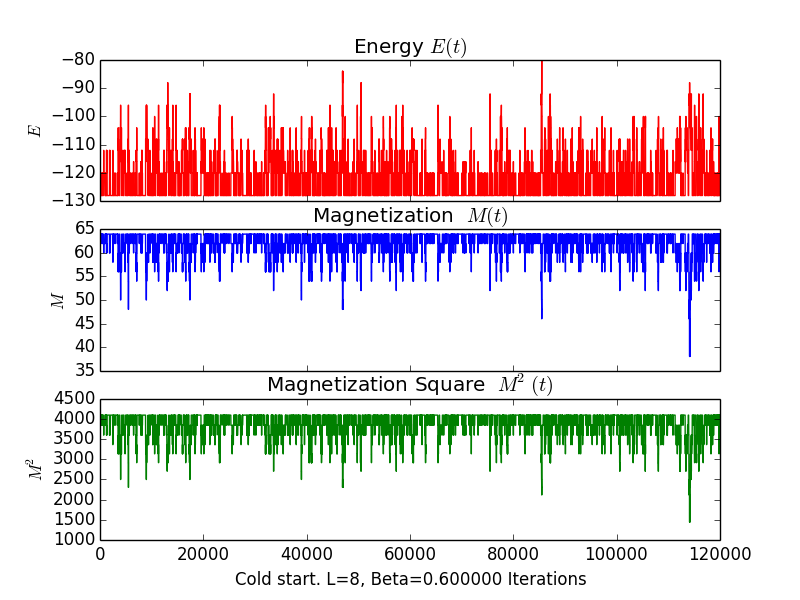 Energy E(t)
−80
−90
−100
−110
−120
−130
E
Magnetization M(t)
65
60
55
50
45
40
35
M
Magnetization Square M² (t)
4500
4000
3500
3000
2500
2000
1500
1000
M²
0 20000 40000 60000 80000 100000 120000
Cold start. L=8, Beta=0.600000 Iterations